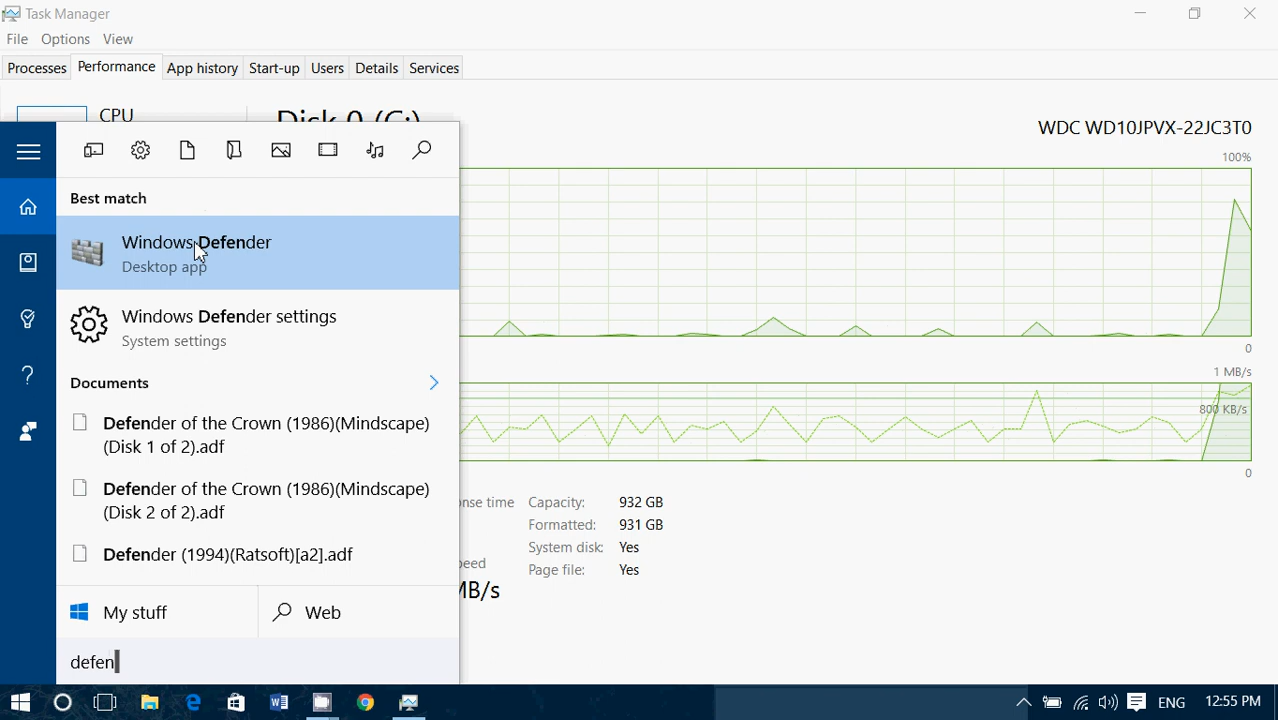 Task Manager
File Options View
Processes Performance App history Start-up Users Details Services
CPU
Disk 0 (C:)
WDC WD10JPVX-22JC3T0
100%
Best match
Windows Defender
Desktop app
Windows Defender settings
System settings
0
1 MB/s
Documents
800 KB/s
Defender of the Crown (1986)(Mindscape)
(Disk 1 of 2).adf
0
Defender of the Crown (1986)(Mindscape)
(Disk 2 of 2).adf
Defender (1994)(Ratsoft)[a2].adf
time Capacity: 932 GB
Formatted: 931 GB
System disk: Yes
Page file: Yes
MB/s
My stuff Web
defen
ENG 12:55 PM